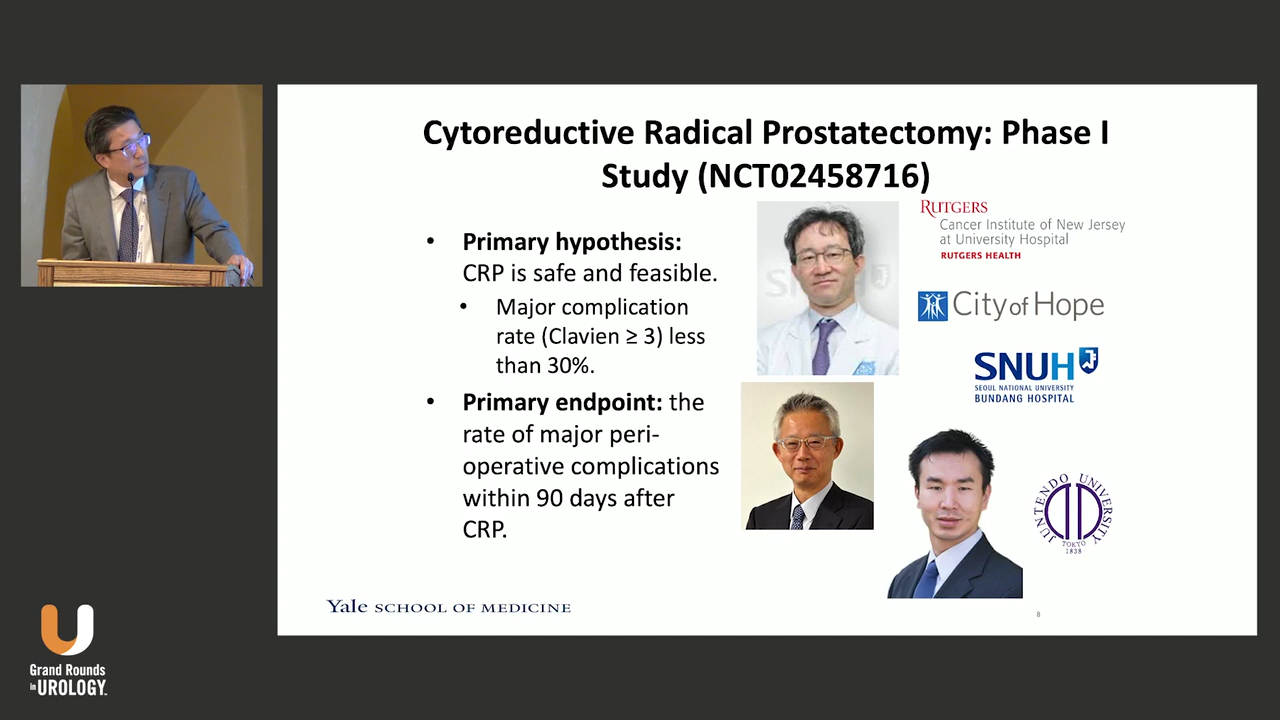 Cytoreductive Radical Prostatectomy: Phase I
Study (NCT02458716)
• Primary hypothesis:
CRP is safe and feasible.
• Major complication
rate (Clavien ≥ 3) less
than 30%.
• Primary endpoint: the
rate of major peri-
operative complications
within 90 days after
CRP.
RUTGERS
Cancer Institute of New Jersey
at University Hospital
RUTGERS HEALTH
City of Hope
SNUH
SEOUL NATIONAL UNIVERSITY
BUNDANG HOSPITAL
JUNTENDO UNIVERSITY
TOKYO
1838
Yale SCHOOL OF MEDICINE
8
Grand Rounds
in UROLOGY